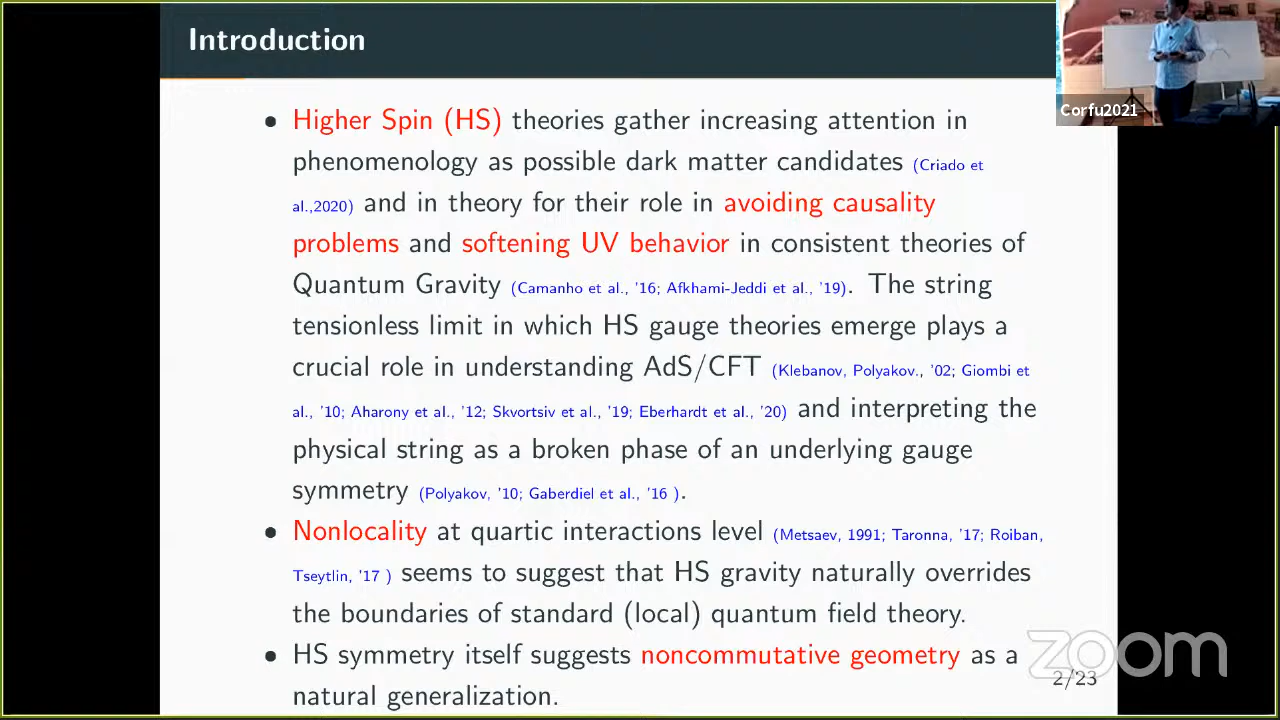 Introduction
Corfu2021
• Higher Spin (HS) theories gather increasing attention in
phenomenology as possible dark matter candidates (Criado et
al.,2020) and in theory for their role in avoiding causality
problems and softening UV behavior in consistent theories of
Quantum Gravity (Camanho et al., '16; Afkhami-Jeddi et al., '19). The string
tensionless limit in which HS gauge theories emerge plays a
crucial role in understanding AdS/CFT (Klebanov, Polyakov., '02; Giombi et
al., '10; Aharony et al., '12; Skvortsiv et al., '19; Eberhardt et al., '20) and interpreting the
physical string as a broken phase of an underlying gauge
symmetry (Polyakov, '10; Gaberdiel et al., '16 ).
• Nonlocality at quartic interactions level (Metsaev, 1991; Taronna, '17; Roiban,
Tseytlin, '17 ) seems to suggest that HS gravity naturally overrides
the boundaries of standard (local) quantum field theory.
• HS symmetry itself suggests noncommutative geometry as a
natural generalization.
zoom
2/23